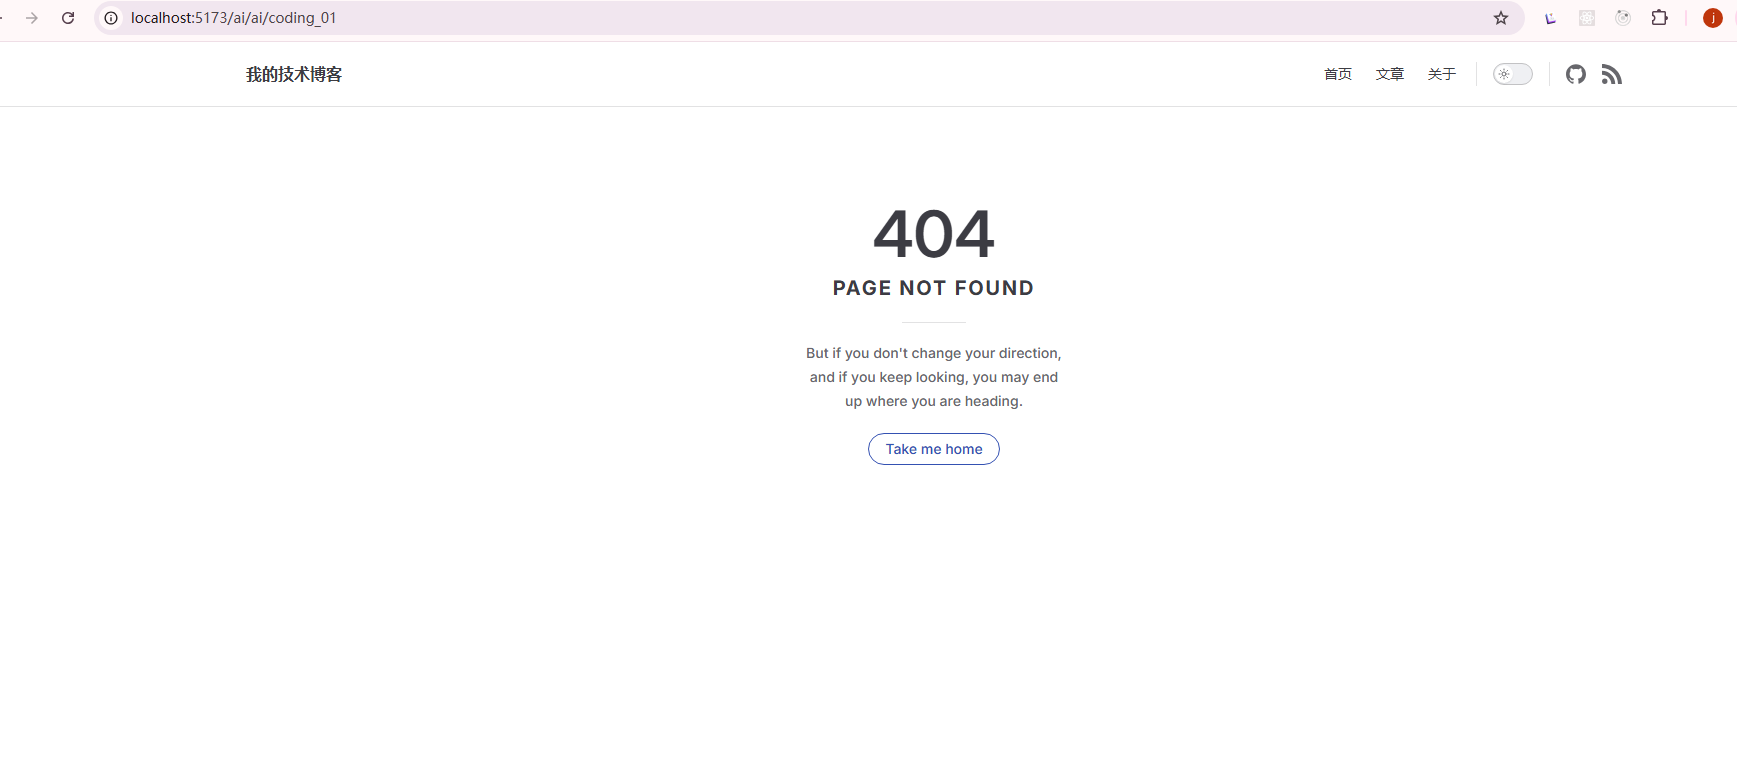 localhost:5173/ai/ai/coding_01
j
我的技术博客
首页 文章 关于
404
PAGE NOT FOUND
But if you don't change your direction,
and if you keep looking, you may end
up where you are heading.
Take me home